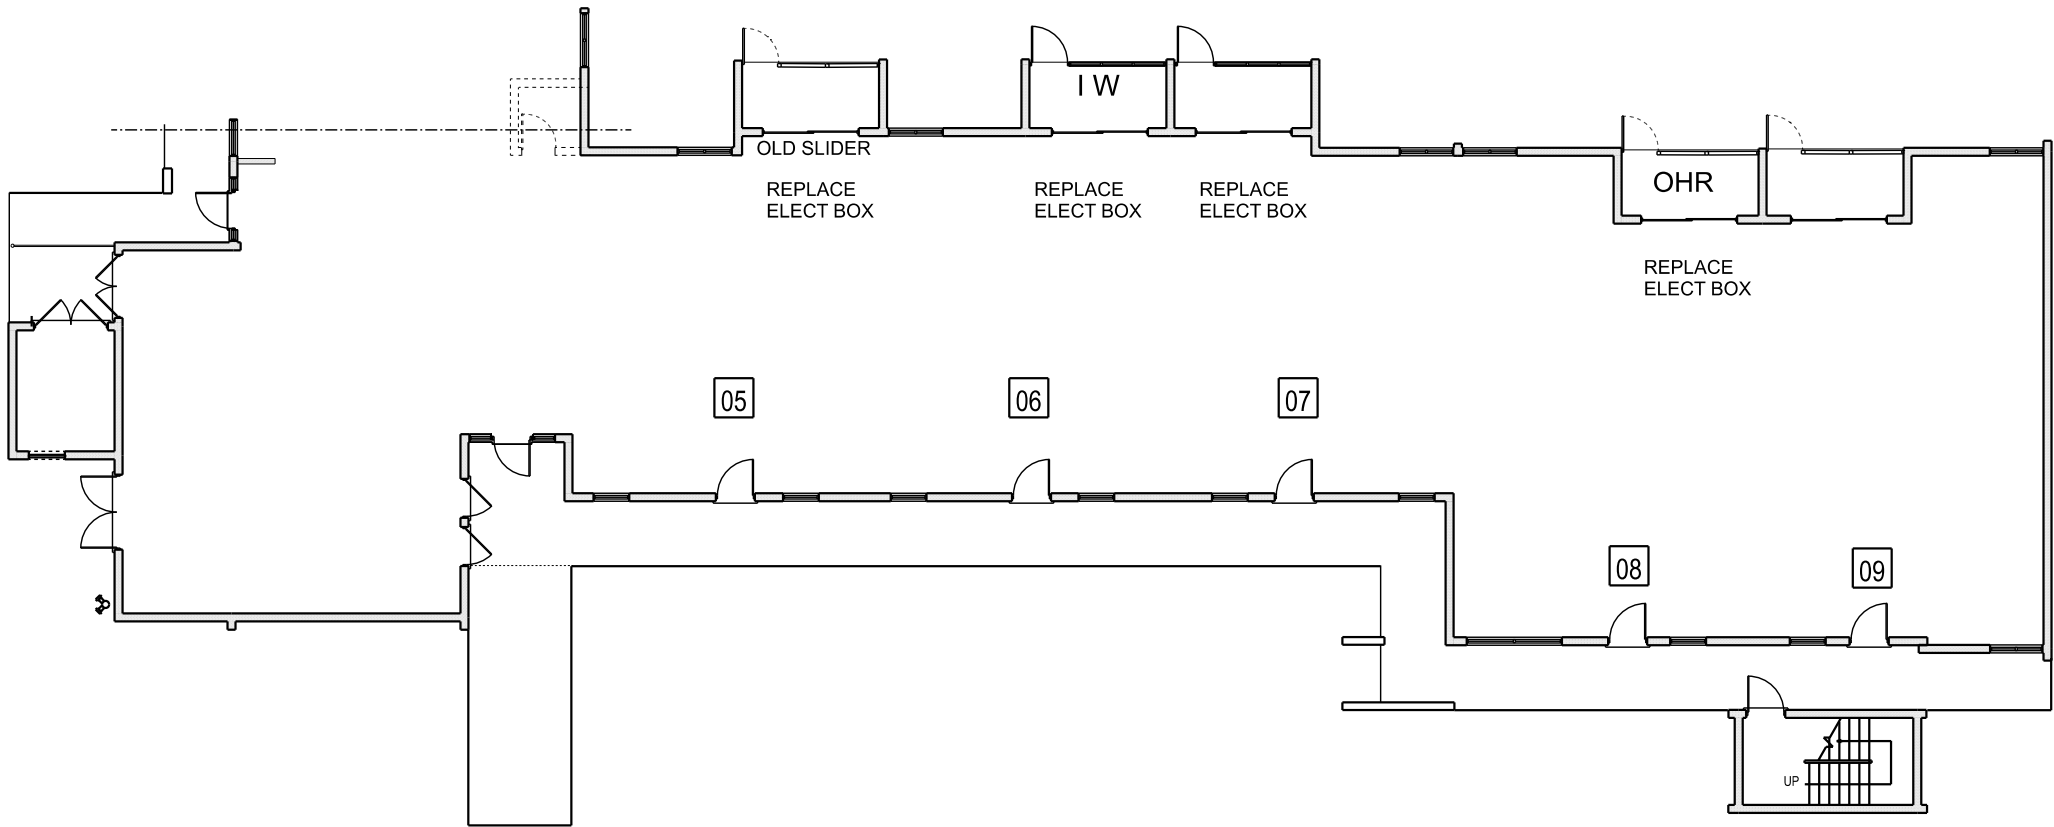 I W
OLD SLIDER
REPLACE
ELECT BOX
REPLACE
ELECT BOX
REPLACE
ELECT BOX
OHR
REPLACE
ELECT BOX
05
06
07
08
09
UP